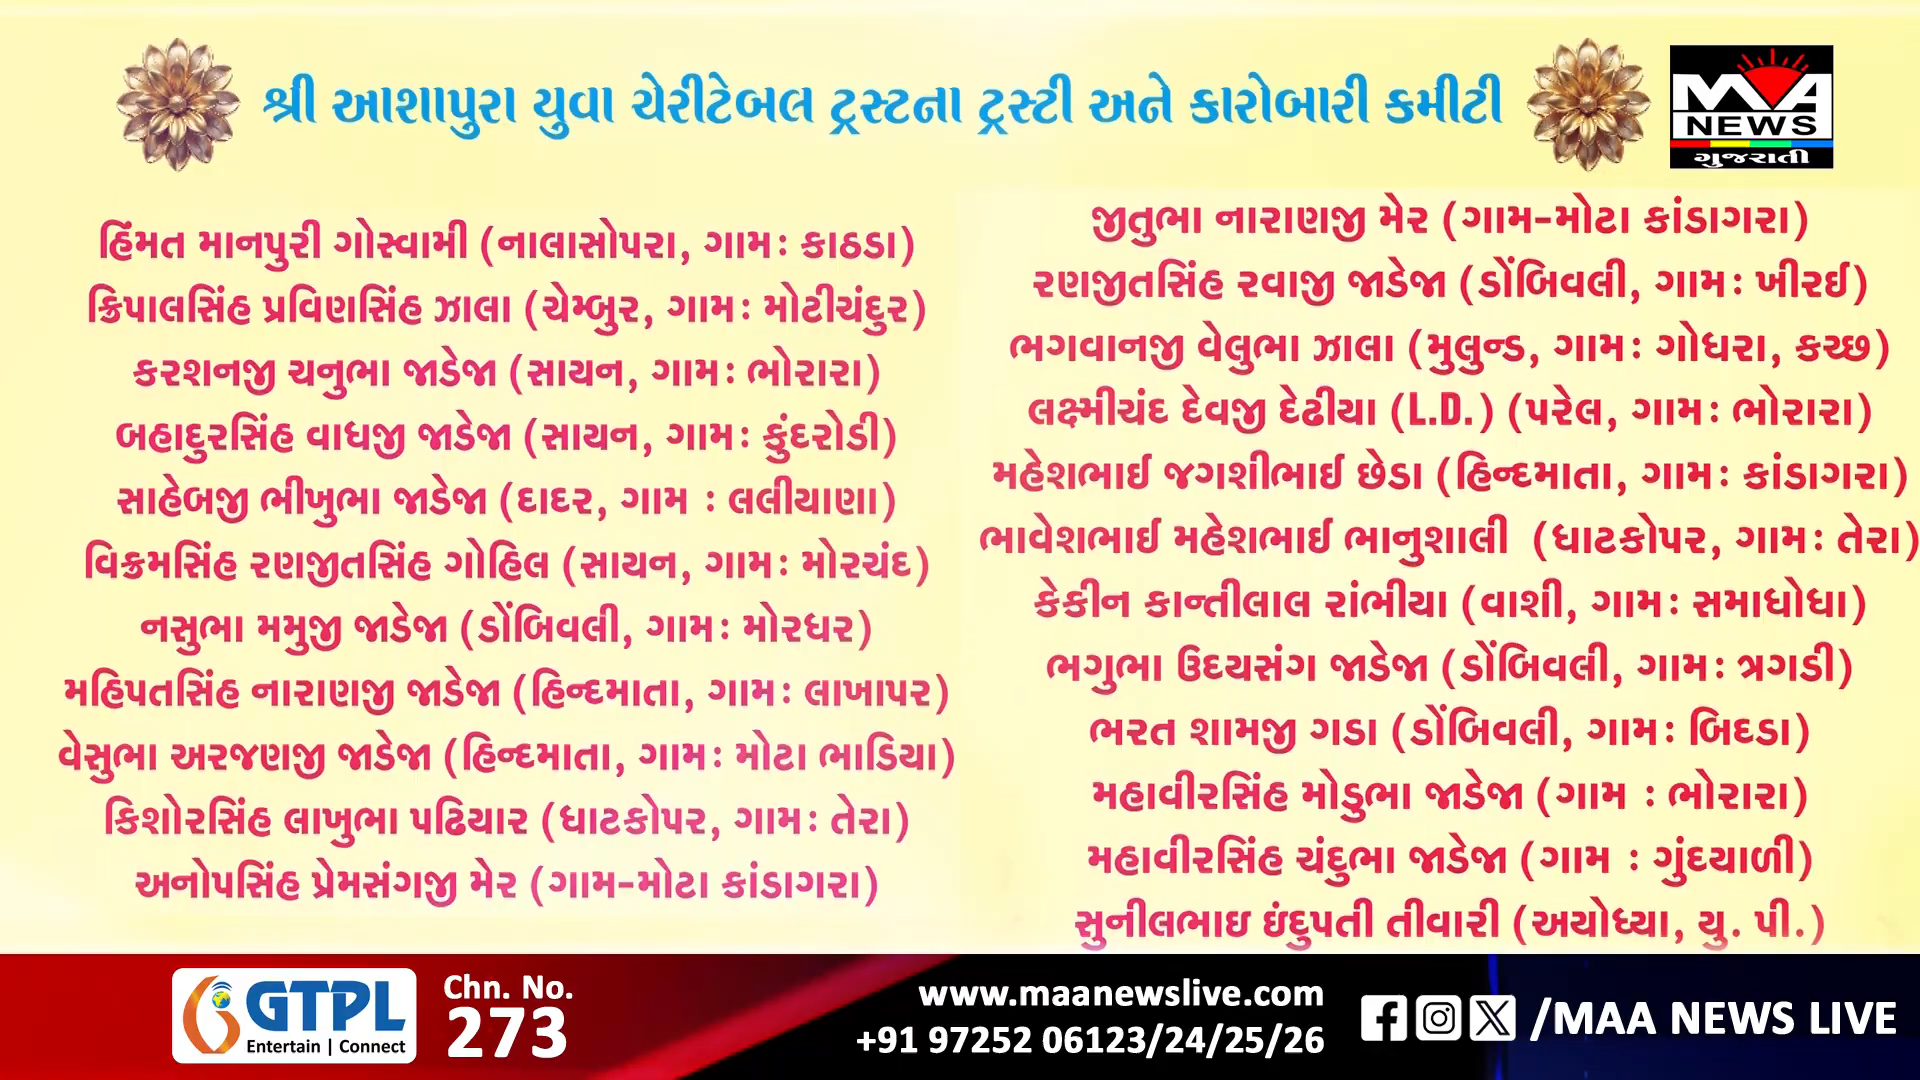 શ્રી આશાપુરા યુવા ચેરીટેબલ ટ્રસ્ટના ટ્રસ્ટી અને કારોબારી કમીટી
MAA
NEWS
ગુજરાતી
હિંમત માનપુરી ગોસ્વામી (નાલાસોપરા, ગામઃ કાઠડા)
ક્રિપાલસિંહ પ્રવિણસિંહ ઝાલા (ચેમ્બુર, ગામઃ મોટીચંદુર)
કરશનજી ચનુભા જાડેજા (સાયન, ગામઃ ભોરારા)
બહાદુરસિંહ વાઘજી જાડેજા (સાયન, ગામઃ કુંદરોડી)
સાહેબજી ભીખુભા જાડેજા (દાદર, ગામ : લલીયાણા)
વિક્રમસિંહ રણજીતસિંહ ગોહિલ (સાયન, ગામઃ મોરચંદ)
નસુભા મમુજી જાડેજા (ડોંબિવલી, ગામઃ મોરઘર)
મહિપતસિંહ નારાણજી જાડેજા (હિન્દમાતા, ગામઃ લાખાપર)
વેસુભા અરજણજી જાડેજા (હિન્દમાતા, ગામઃ મોટા ભાડિયા)
કિશોરસિંહ લાખુભા પઢિયાર (ઘાટકોપર, ગામઃ તેરા)
અનોપસિંહ પ્રેમસંગજી મેર (ગામ-મોટા કાંડાગરા)
જીતુભા નારાણજી મેર (ગામ-મોટા કાંડાગરા)
રણજીતસિંહ રવાજી જાડેજા (ડોંબિવલી, ગામઃ ખીરઈ)
ભગવાનજી વેલુભા ઝાલા (મુલુન્ડ, ગામઃ ગોધરા, કચ્છ)
લક્ષ્મીચંદ દેવજી દેઢીયા (L.D.) (પરેલ, ગામઃ ભોરારા)
મહેશભાઈ જગશીભાઈ છેડા (હિન્દમાતા, ગામઃ કાંડાગરા)
ભાવેશભાઈ મહેશભાઈ ભાનુશાલી (ઘાટકોપર, ગામઃ તેરા)
કેકીન કાન્તીલાલ રાંભીયા (વાશી, ગામઃ સમાઘોઘા)
ભગુભા ઉદયસંગ જાડેજા (ડોંબિવલી, ગામઃ ત્રગડી)
ભરત શામજી ગડા (ડોંબિવલી, ગામઃ બિદડા)
મહાવીરસિંહ મોડુભા જાડેજા (ગામ : ભોરારા)
મહાવીરસિંહ ચંદુભા જાડેજા (ગામ : ગુંદયાળી)
સુનીલભાઇ ઇંદુપતી તીવારી (અયોધ્યા, યુ. પી.)
GTPL
Entertain | Connect
Chn. No.
273
www.maanewslive.com
+91 97252 06123/24/25/26
/MAA NEWS LIVE